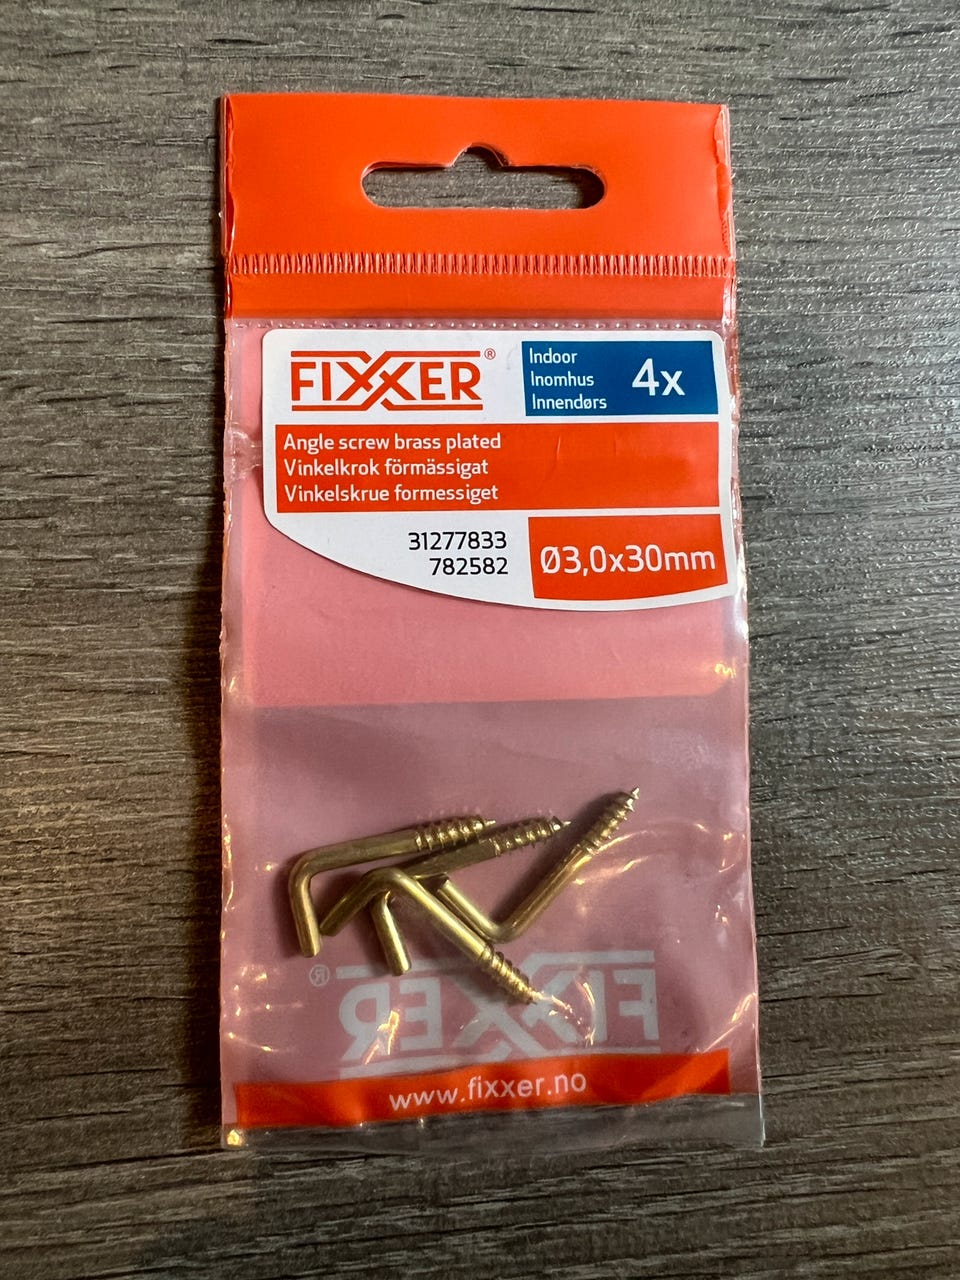 FIXXER®
Indoor
Inomhus
Innendørs
4x
Angle screw brass plated
Vinkelkrok förmässigat
Vinkelskrue formessiget
31277833
782582
Ø3,0x30mm
FIXXER®
www.fixxer.no